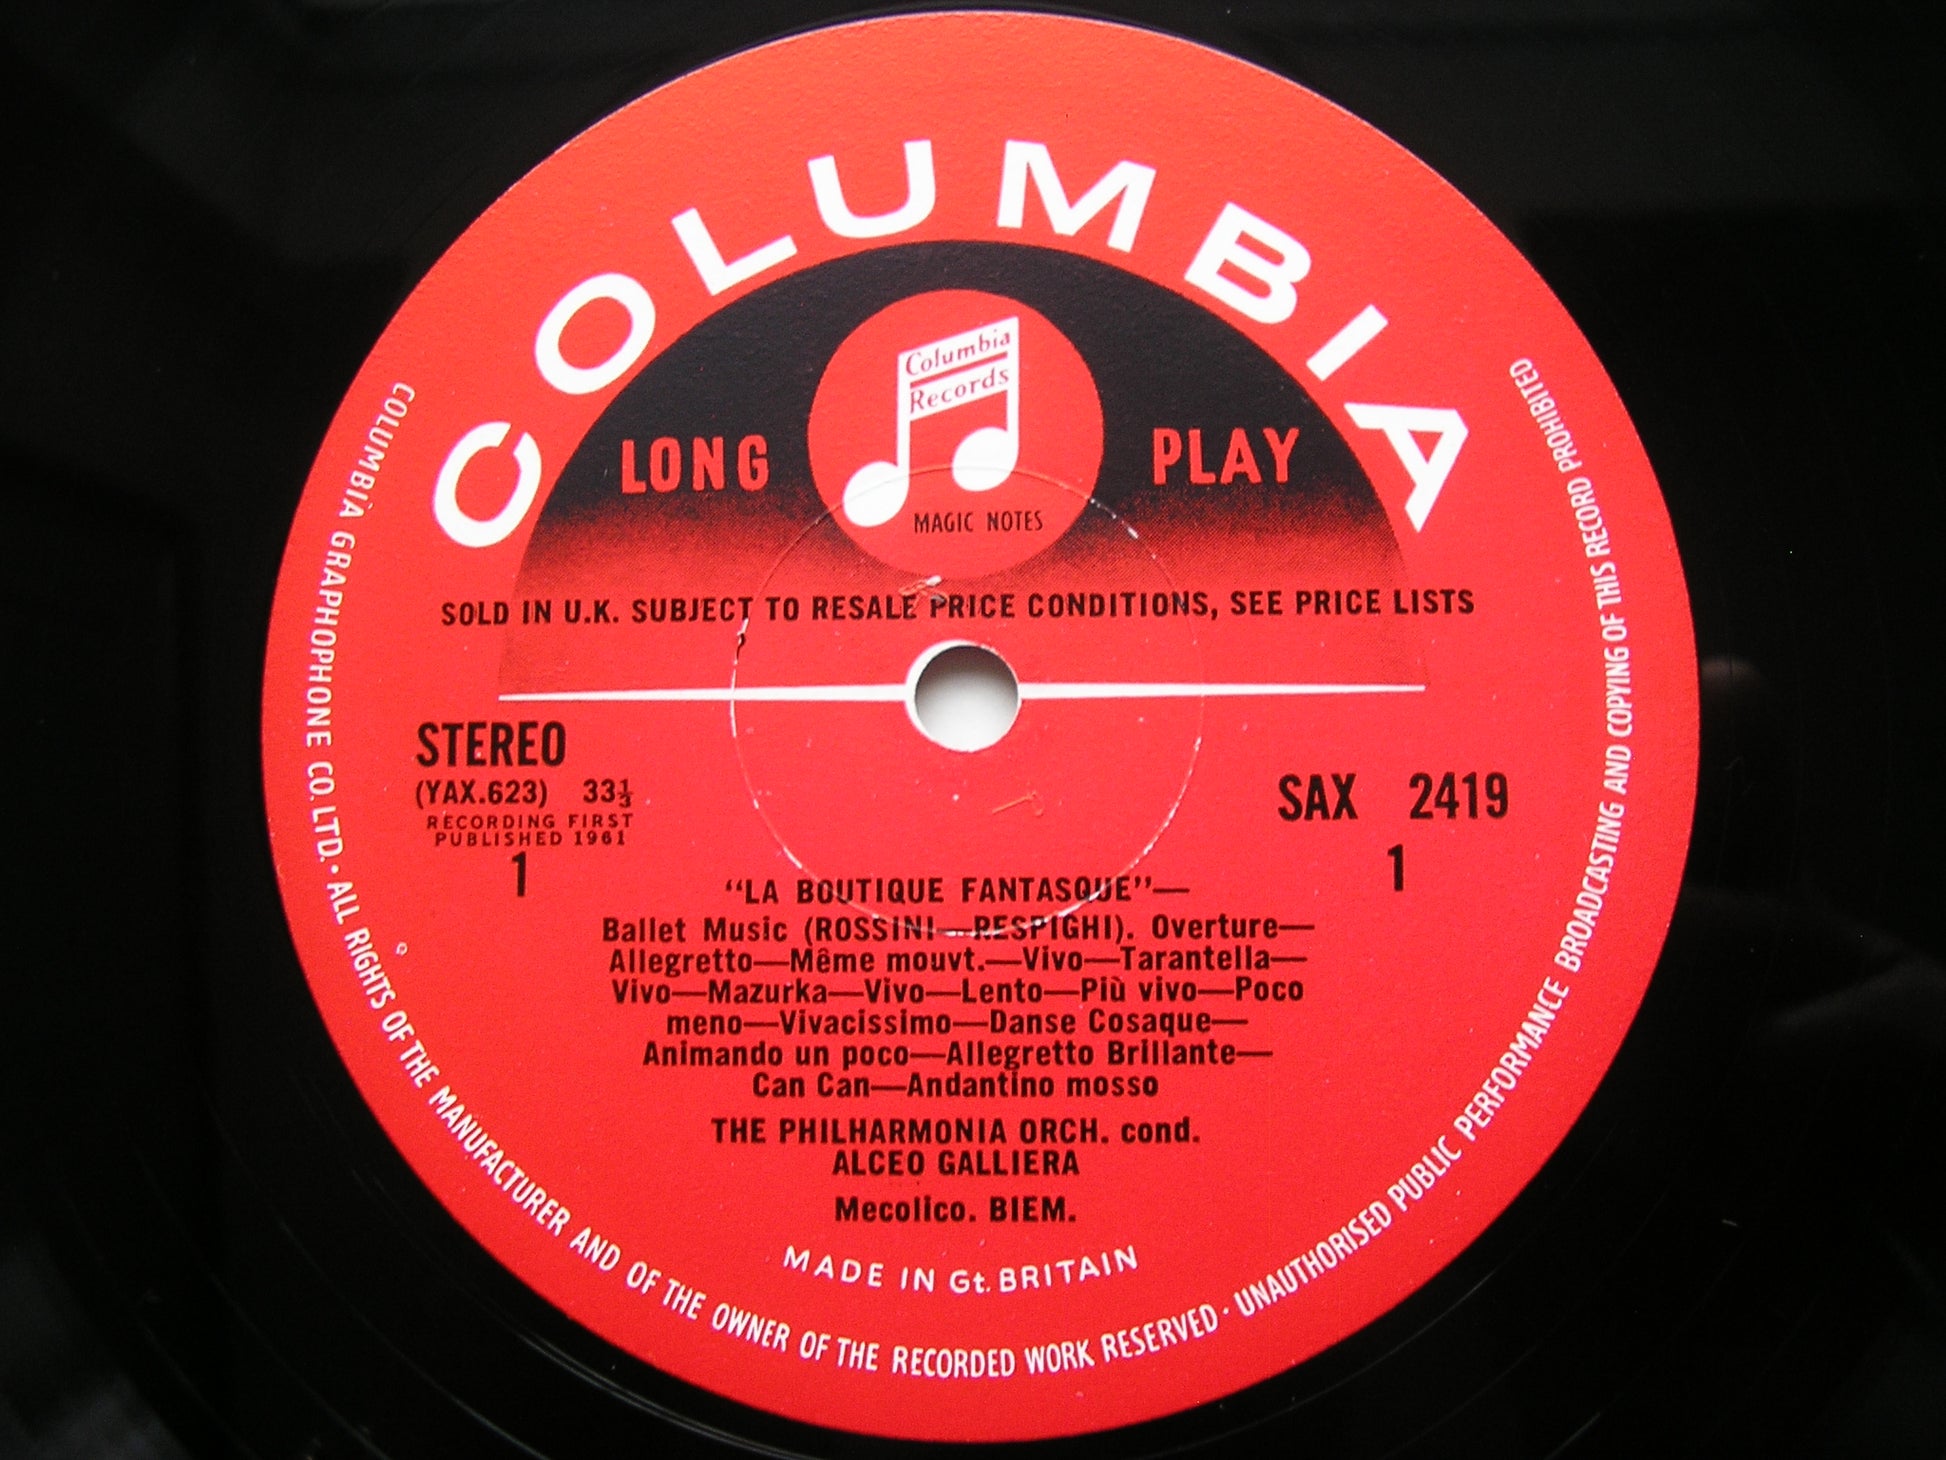 COLUMBIA
Columbia
Records
LONG PLAY
MAGIC NOTES
SOLD IN U.K. SUBJECT TO RESALE PRICE CONDITIONS, SEE PRICE LISTS
STEREO
(YAX.623) 33⅓
RECORDING FIRST
PUBLISHED 1961
1
SAX 2419
1
"LA BOUTIQUE FANTASQUE"—
Ballet Music (ROSSINI—RESPIGHI). Overture—
Allegretto—Même mouvt.—Vivo—Tarantella—
Vivo—Mazurka—Vivo—Lento—Più vivo—Poco
meno—Vivacissimo—Danse Cosaque—
Animando un poco—Allegretto Brillante—
Can Can—Andantino mosso
THE PHILHARMONIA ORCH. cond.
ALCEO GALLIERA
Mecolico. BIEM.
MADE IN Gt. BRITAIN
COLUMBIA GRAPHOPHONE CO. LTD. · ALL RIGHTS OF THE MANUFACTURER AND OF THE OWNER OF THE RECORDED WORK RESERVED · UNAUTHORISED PUBLIC PERFORMANCE BROADCASTING AND COPYING OF THIS RECORD PROHIBITED